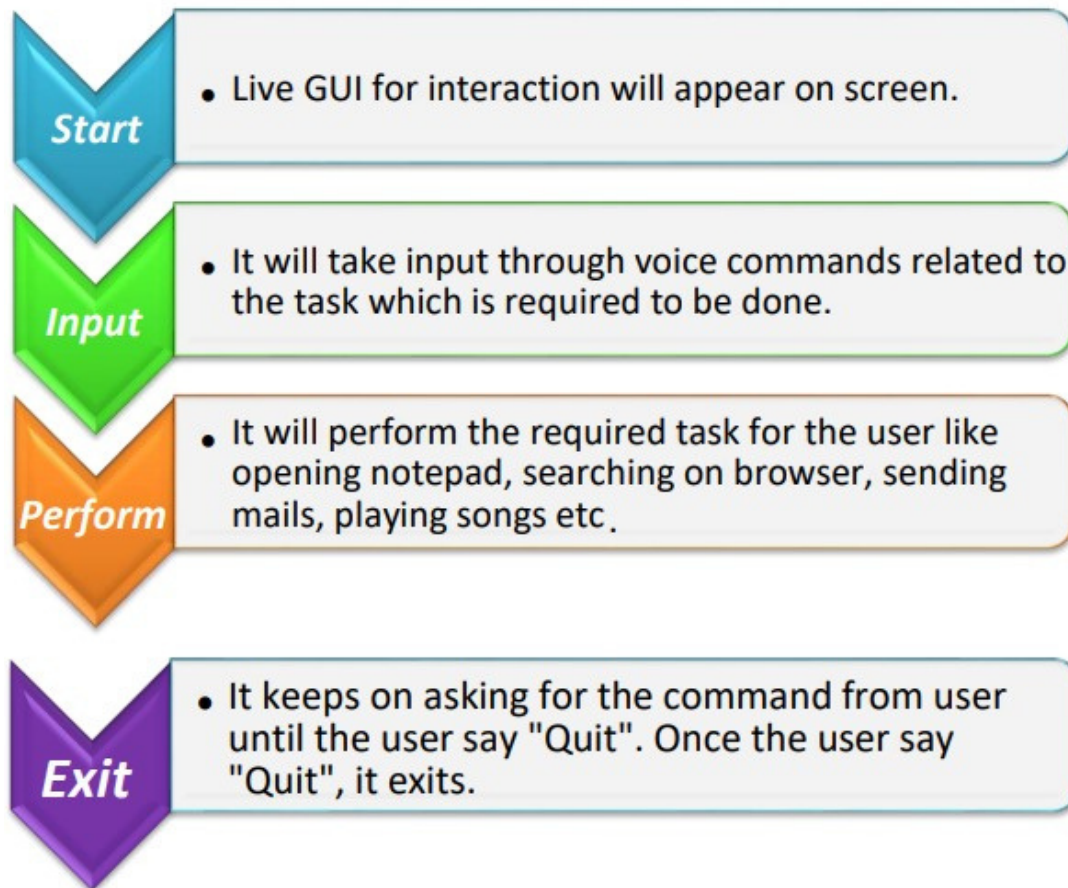 Start
• Live GUI for interaction will appear on screen.
Input
• It will take input through voice commands related to
the task which is required to be done.
Perform
• It will perform the required task for the user like
opening notepad, searching on browser, sending
mails, playing songs etc.
Exit
• It keeps on asking for the command from user
until the user say "Quit". Once the user say
"Quit", it exits.